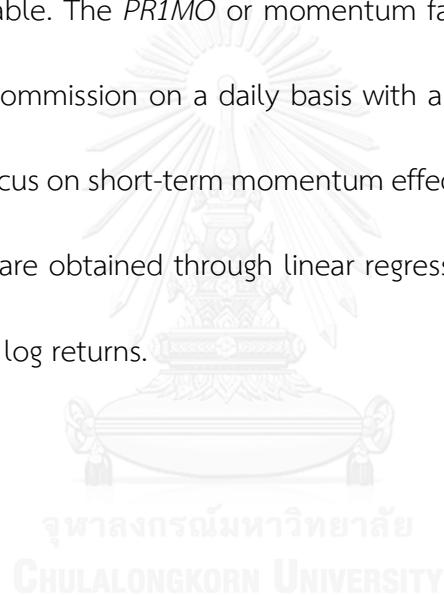 able. The PR1MO or momentum fa
ommission on a daily basis with a
cus on short-term momentum effec
are obtained through linear regress
log returns.
จุฬาลงกรณ์มหาวิทยาลัย
CHULALONGKORN UNIVERSITY